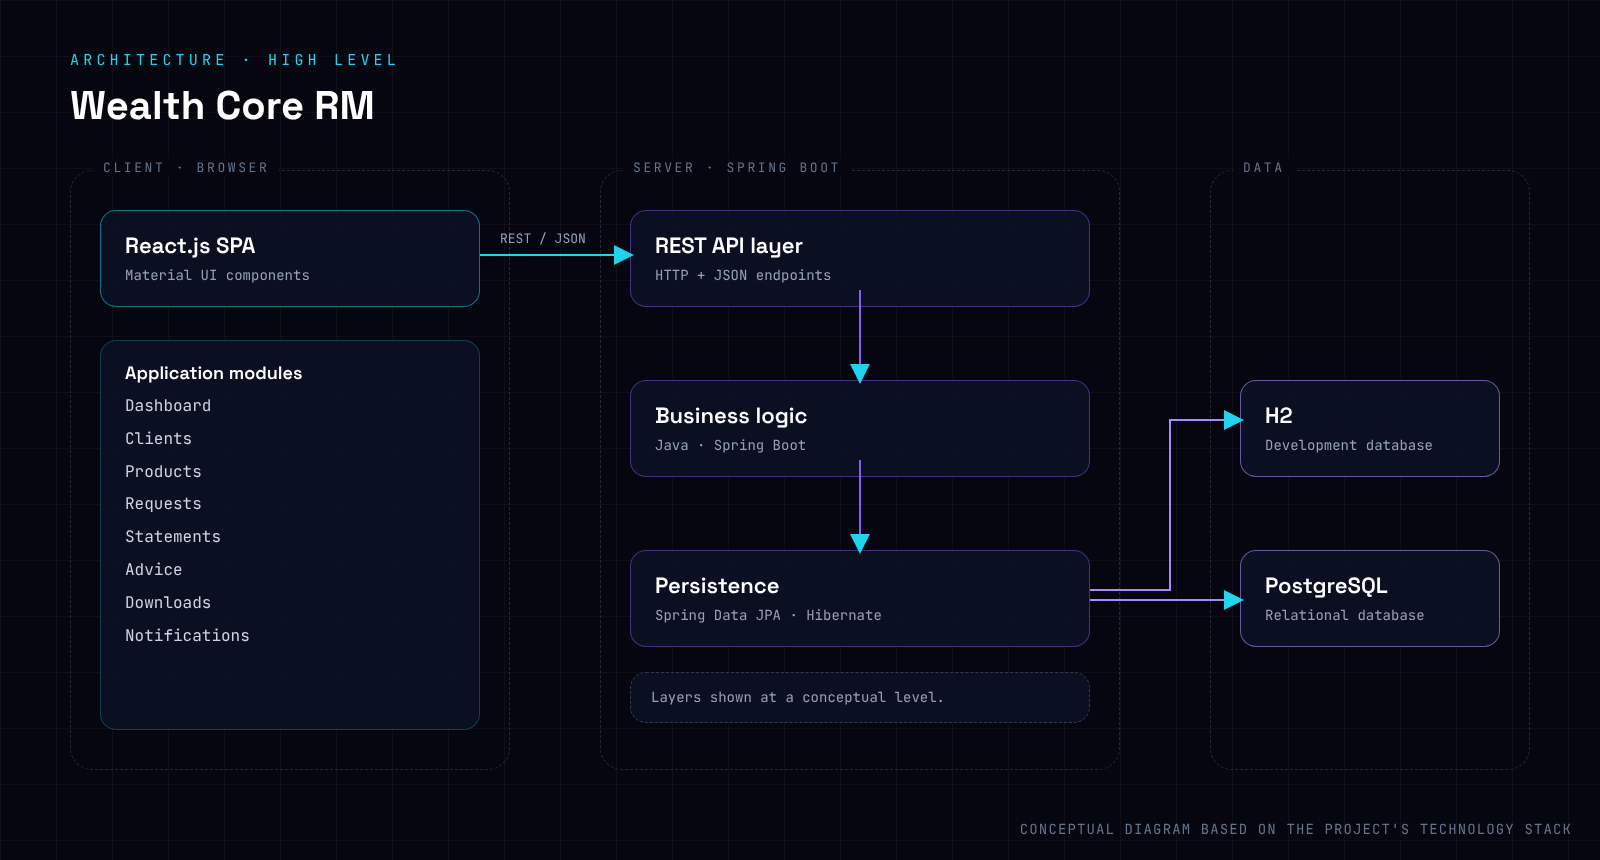 ARCHITECTURE · HIGH LEVEL
Wealth Core RM
CLIENT · BROWSER
React.js SPA
Material UI components
Application modules
Dashboard
Clients
Products
Requests
Statements
Advice
Downloads
Notifications
REST / JSON
SERVER · SPRING BOOT
REST API layer
HTTP + JSON endpoints
Business logic
Java · Spring Boot
Persistence
Spring Data JPA · Hibernate
Layers shown at a conceptual level.
DATA
H2
Development database
PostgreSQL
Relational database
CONCEPTUAL DIAGRAM BASED ON THE PROJECT'S TECHNOLOGY STACK